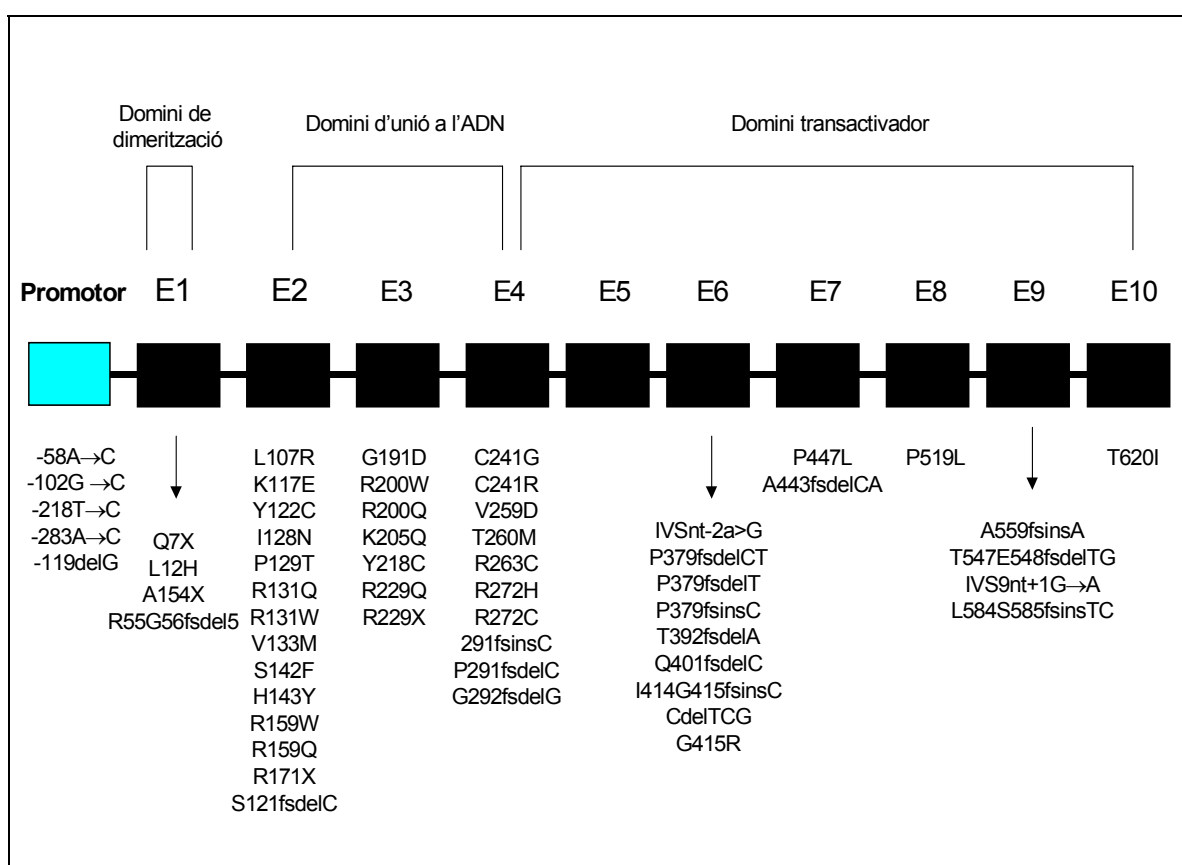 Domini de
dimerització
Domini d'unió a l'ADN
Domini transactivador
Promotor E1 E2 E3 E4 E5 E6 E7 E8 E9 E10
-58A→C
-102G →C
-218T→C
-283A→C
-119delG
Q7X
L12H
A154X
R55G56fsdel5
L107R
K117E
Y122C
I128N
P129T
R131Q
R131W
V133M
S142F
H143Y
R159W
R159Q
R171X
S121fsdelC
G191D
R200W
R200Q
K205Q
Y218C
R229Q
R229X
C241G
C241R
V259D
T260M
R263C
R272H
R272C
291fsinsC
P291fsdelC
G292fsdelG
IVSnt-2a>G
P379fsdelCT
P379fsdelT
P379fsinsC
T392fsdelA
Q401fsdelC
I414G415fsinsC
CdelTCG
G415R
P447L
A443fsdelCA
P519L
A559fsinsA
T547E548fsdelTG
IVS9nt+1G→A
L584S585fsinsTC
T620I